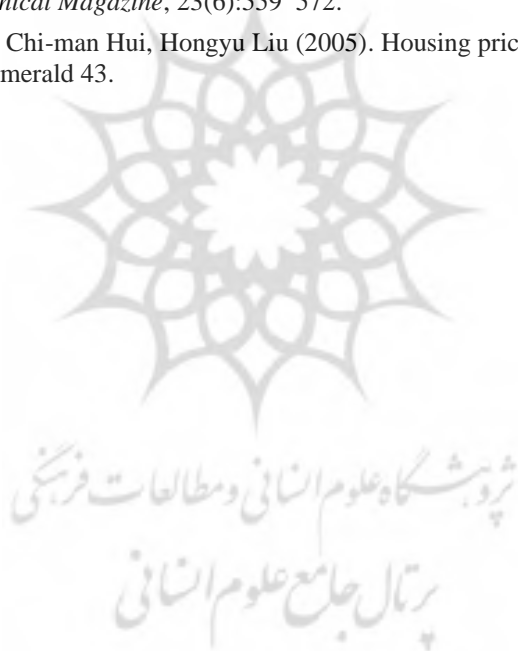 nical Magazine, 23(6):559 572.
Chi-man Hui, Hongyu Liu (2005). Housing pric
merald 43.
پژوهشگاه علوم انسانی و مطالعات فرهنگی
پرتال جامع علوم انسانی